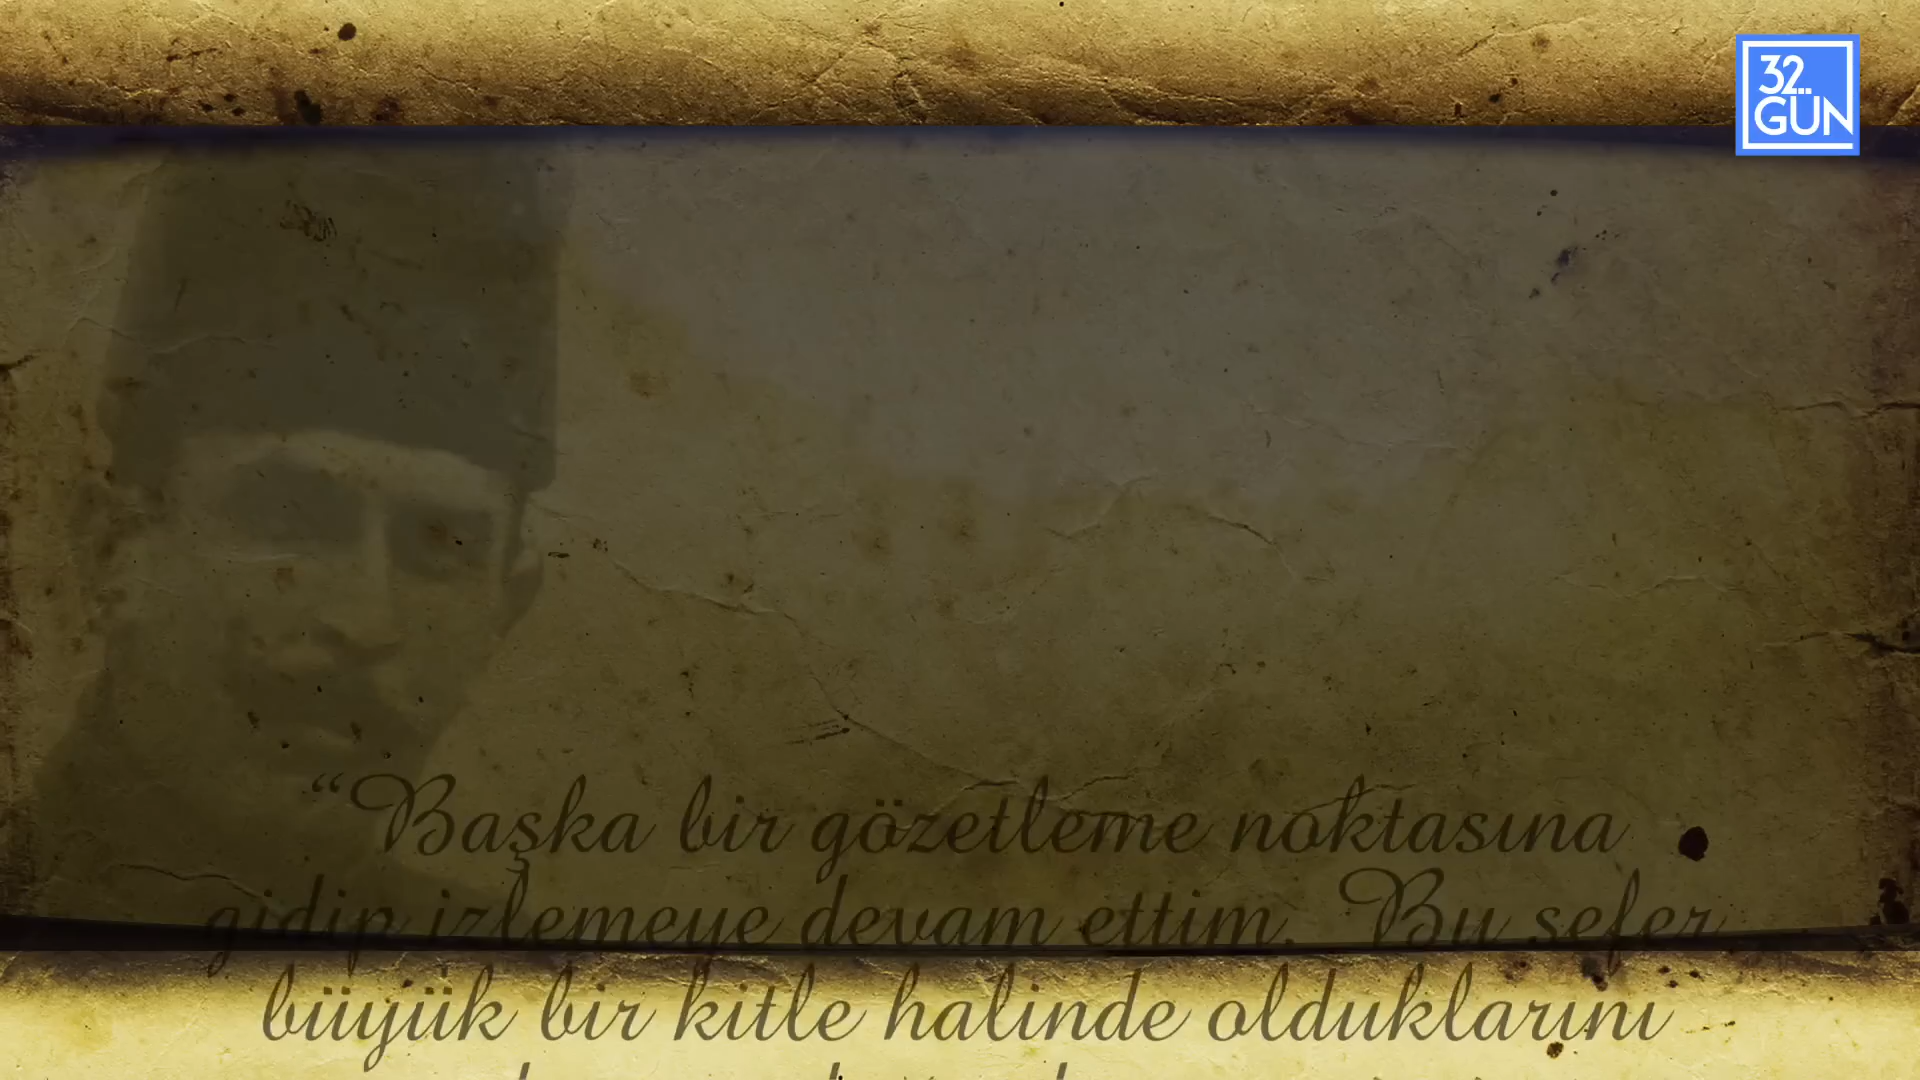 32.
GÜN
“Başka bir gözetleme noktasına
gidip izlemeye devam ettim. Bu sefer
büyük bir kitle halinde olduklarını